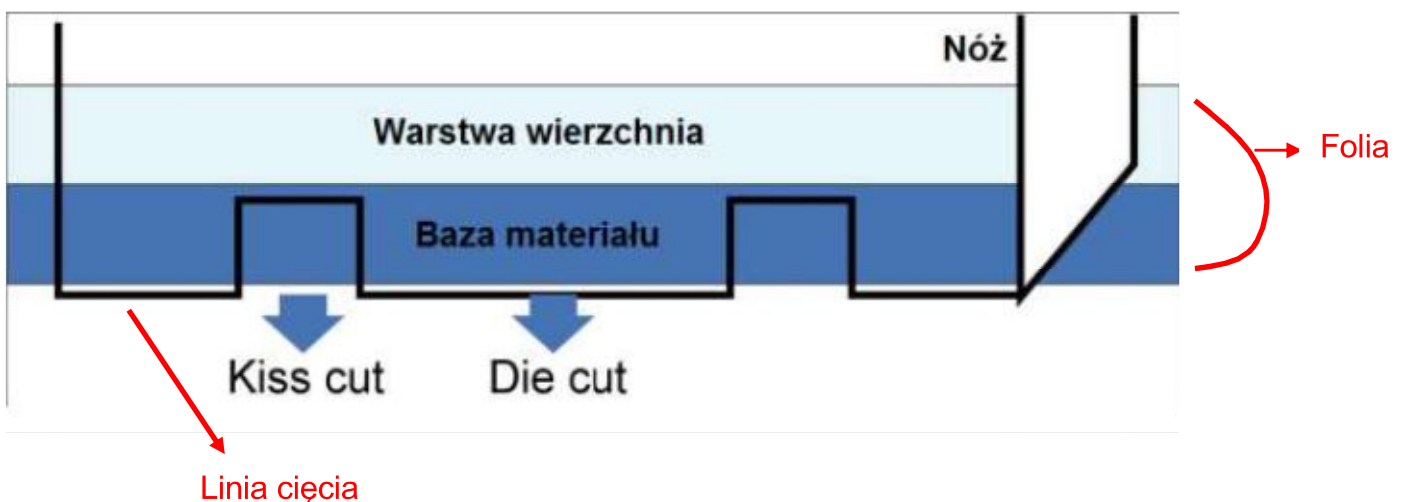 Nóż
Warstwa wierzchnia
Folia
Baza materiału
Kiss cut
Die cut
Linia cięcia